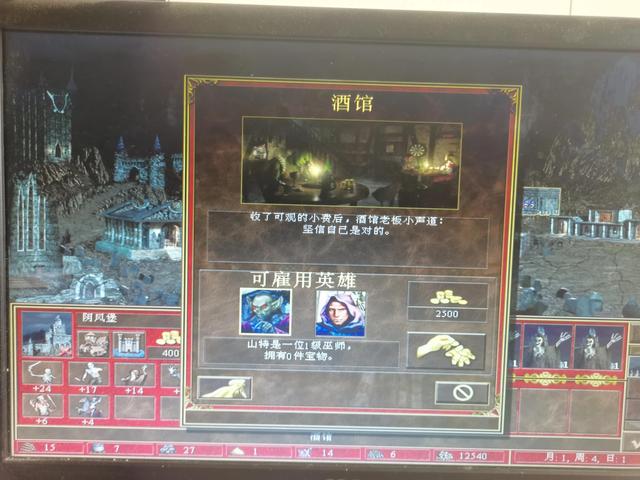 酒馆
收了可观的小费后，酒馆老板小声道：
坚信自己是对的。
可雇用英雄
2500
山特是一位1级巫师，
拥有0件宝物。
阴风堡
400
+24
+17
+14
+6
+4
酒馆
15
7
27
1
14
6
12540
月:1, 周:4, 日:1